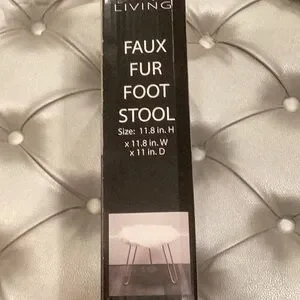 LIVING
FAUX
FUR
FOOT
STOOL
Size: 11.8 in. H
x 11.8 in. W
x 11 in. D